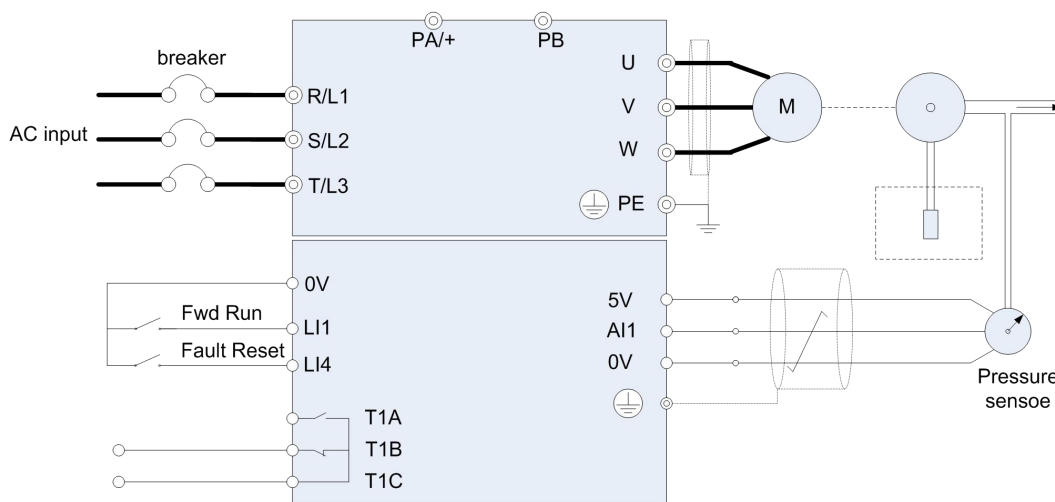 PA/+
PB
breaker
AC input
R/L1
S/L2
T/L3
U
V
W
PE
M
0V
Fwd Run
LI1
Fault Reset
LI4
T1A
T1B
T1C
5V
AI1
0V
Pressure
sensoe